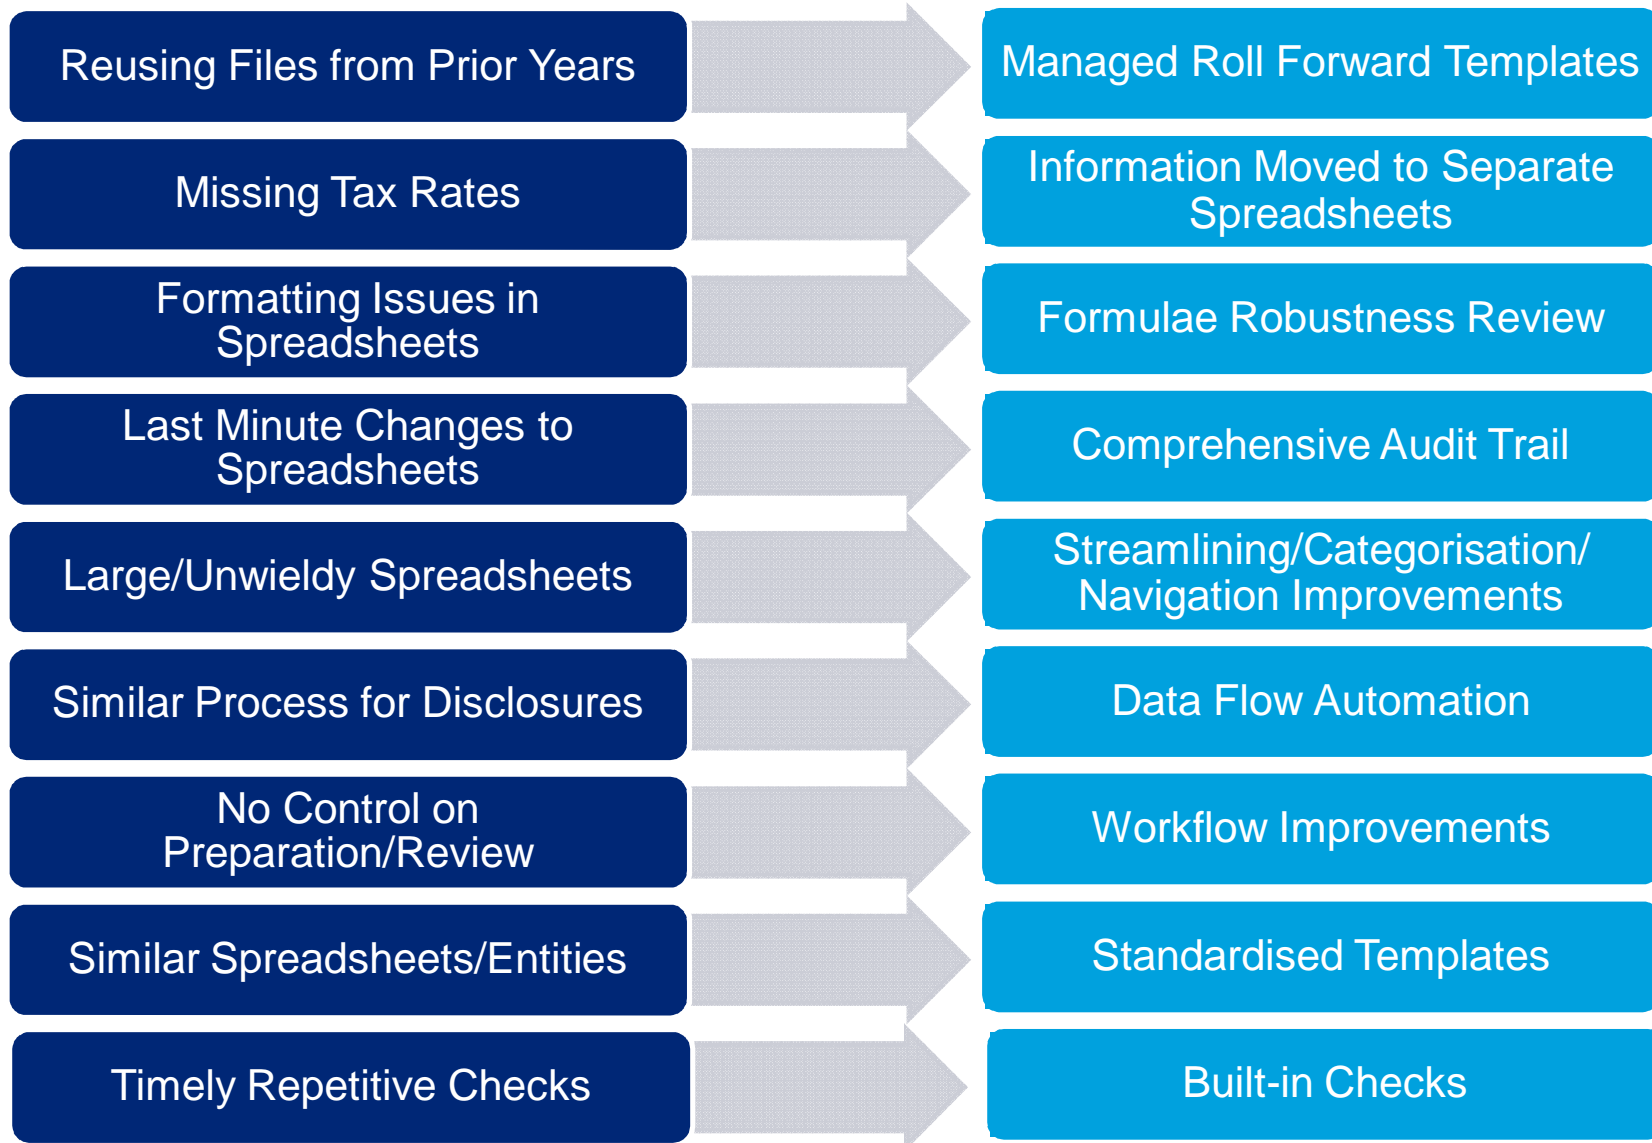 Reusing Files from Prior Years
Managed Roll Forward Templates
Missing Tax Rates
Information Moved to Separate
Spreadsheets
Formatting Issues in
Spreadsheets
Formulae Robustness Review
Last Minute Changes to
Spreadsheets
Comprehensive Audit Trail
Large/Unwieldy Spreadsheets
Streamlining/Categorisation/
Navigation Improvements
Similar Process for Disclosures
Data Flow Automation
No Control on
Preparation/Review
Workflow Improvements
Similar Spreadsheets/Entities
Standardised Templates
Timely Repetitive Checks
Built-in Checks